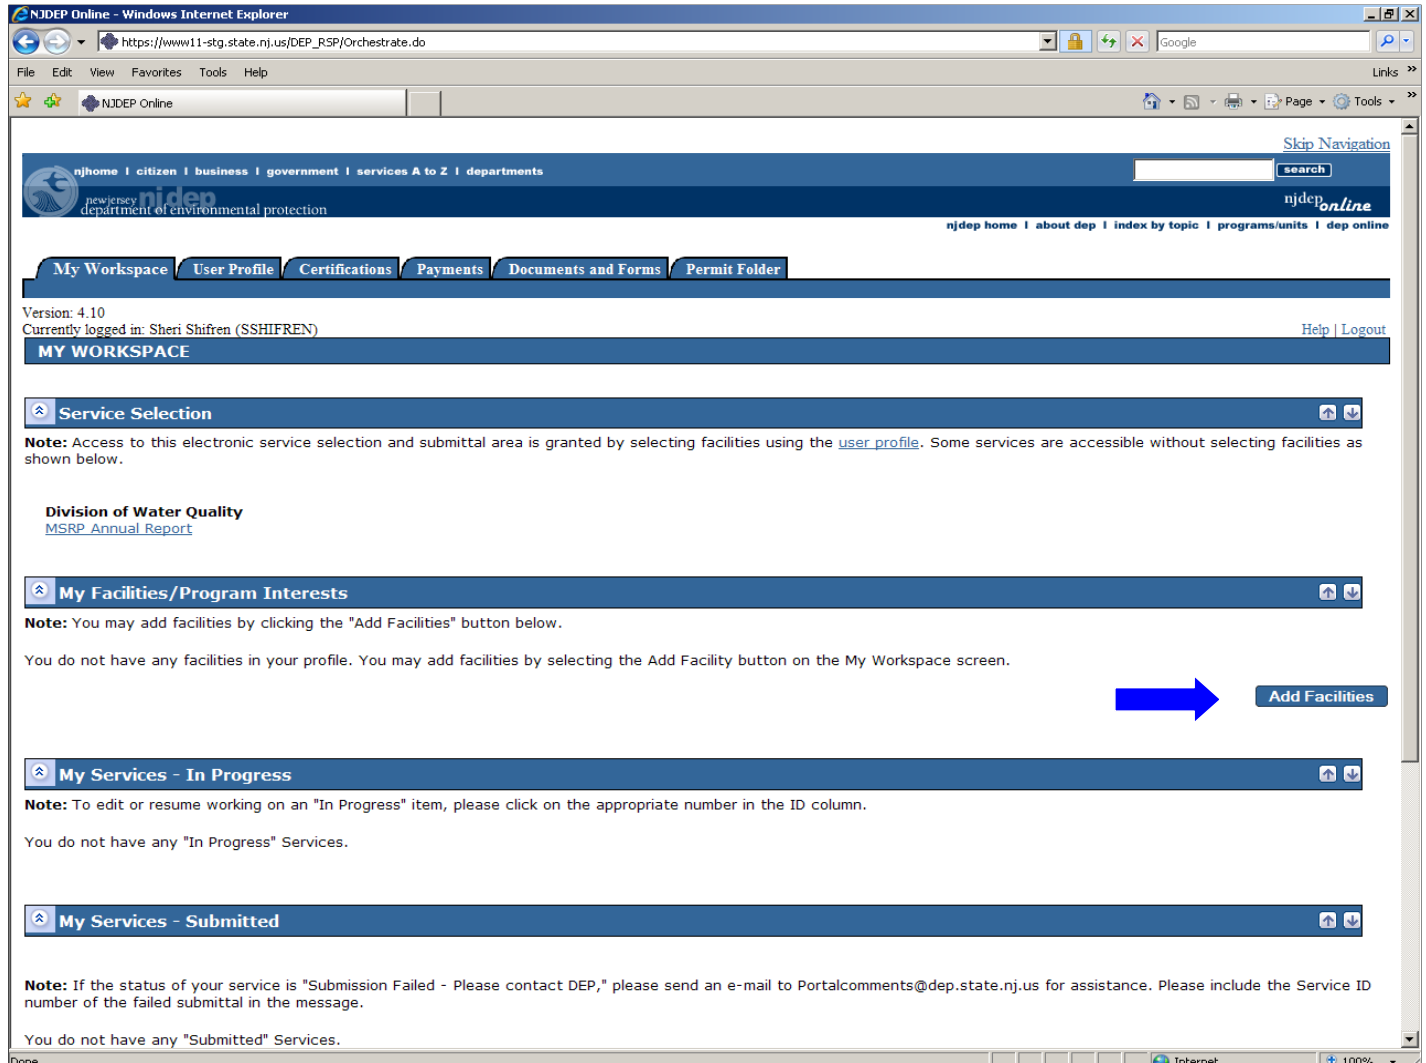 NJDEP Online - Windows Internet Explorer
https://www11-stg.state.nj.us/DEP_RSP/Orchestrate.do
Google
File Edit View Favorites Tools Help
Links »
NJDEP Online
Page Tools »
Skip Navigation
njhome | citizen | business | government | services A to Z | departments
search
newjersey njdep
department of environmental protection
njdeponline
njdep home | about dep | index by topic | programs/units | dep online
My Workspace User Profile Certifications Payments Documents and Forms Permit Folder
Version: 4.10
Currently logged in: Sheri Shifren (SSHIFREN)
Help | Logout
MY WORKSPACE
Service Selection
Note: Access to this electronic service selection and submittal area is granted by selecting facilities using the user profile. Some services are accessible without selecting facilities as
shown below.
Division of Water Quality
MSRP Annual Report
My Facilities/Program Interests
Note: You may add facilities by clicking the "Add Facilities" button below.
You do not have any facilities in your profile. You may add facilities by selecting the Add Facility button on the My Workspace screen.
Add Facilities
My Services - In Progress
Note: To edit or resume working on an "In Progress" item, please click on the appropriate number in the ID column.
You do not have any "In Progress" Services.
My Services - Submitted
Note: If the status of your service is "Submission Failed - Please contact DEP," please send an e-mail to Portalcomments@dep.state.nj.us for assistance. Please include the Service ID
number of the failed submittal in the message.
You do not have any "Submitted" Services.
Done
Internet
100%